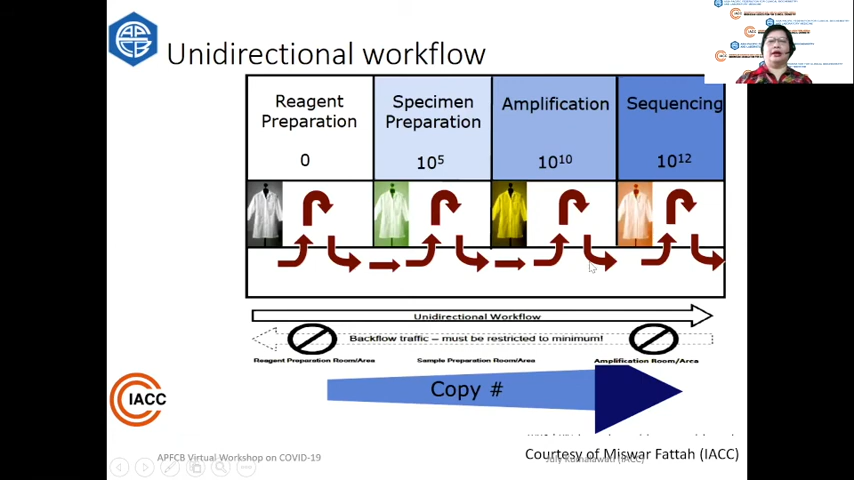 APFCB
Unidirectional workflow
Reagent Preparation
0
Specimen Preparation
10⁵
Amplification
10¹⁰
Sequencing
10¹²
Unidirectional Workflow
Backflow traffic – must be restricted to minimum!
Reagent Preparation Room/Area
Sample Preparation Room/Area
Amplification Room/Area
Copy #
IACC
APFCB Virtual Workshop on COVID-19
Courtesy of Miswar Fattah (IACC)